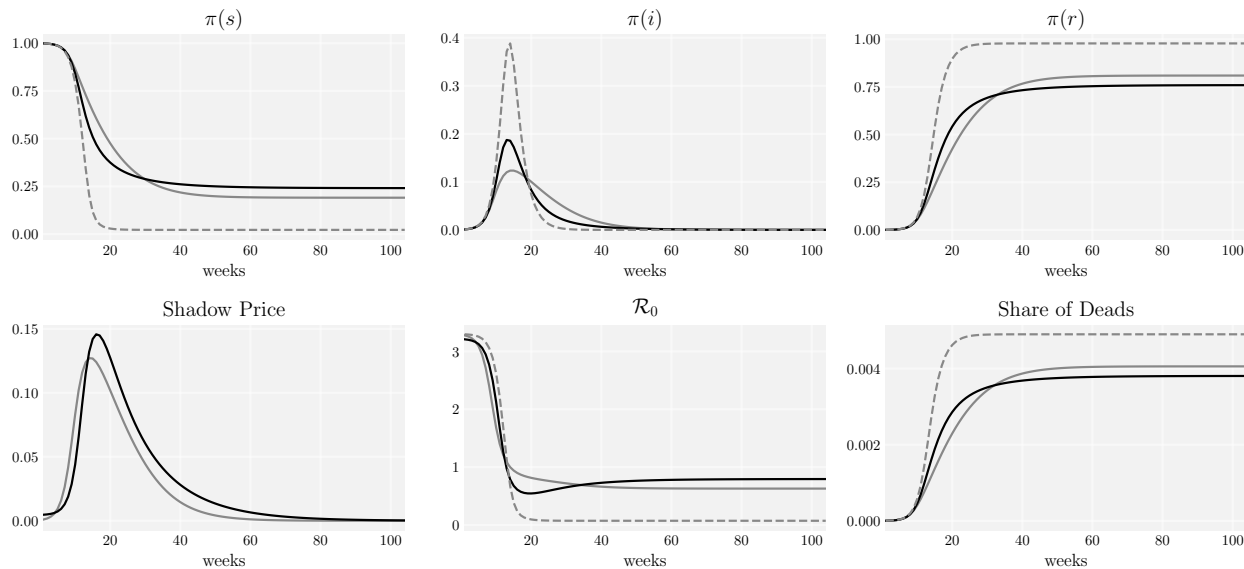 π(s)
1.00
0.75
0.50
0.25
0.00
20 40 60 80 100
weeks
π(i)
0.4
0.3
0.2
0.1
0.0
20 40 60 80 100
weeks
π(r)
1.00
0.75
0.50
0.25
0.00
20 40 60 80 100
weeks
Shadow Price
0.15
0.10
0.05
0.00
20 40 60 80 100
weeks
ℛ₀
3
2
1
0
20 40 60 80 100
weeks
Share of Deads
0.004
0.002
0.000
20 40 60 80 100
weeks